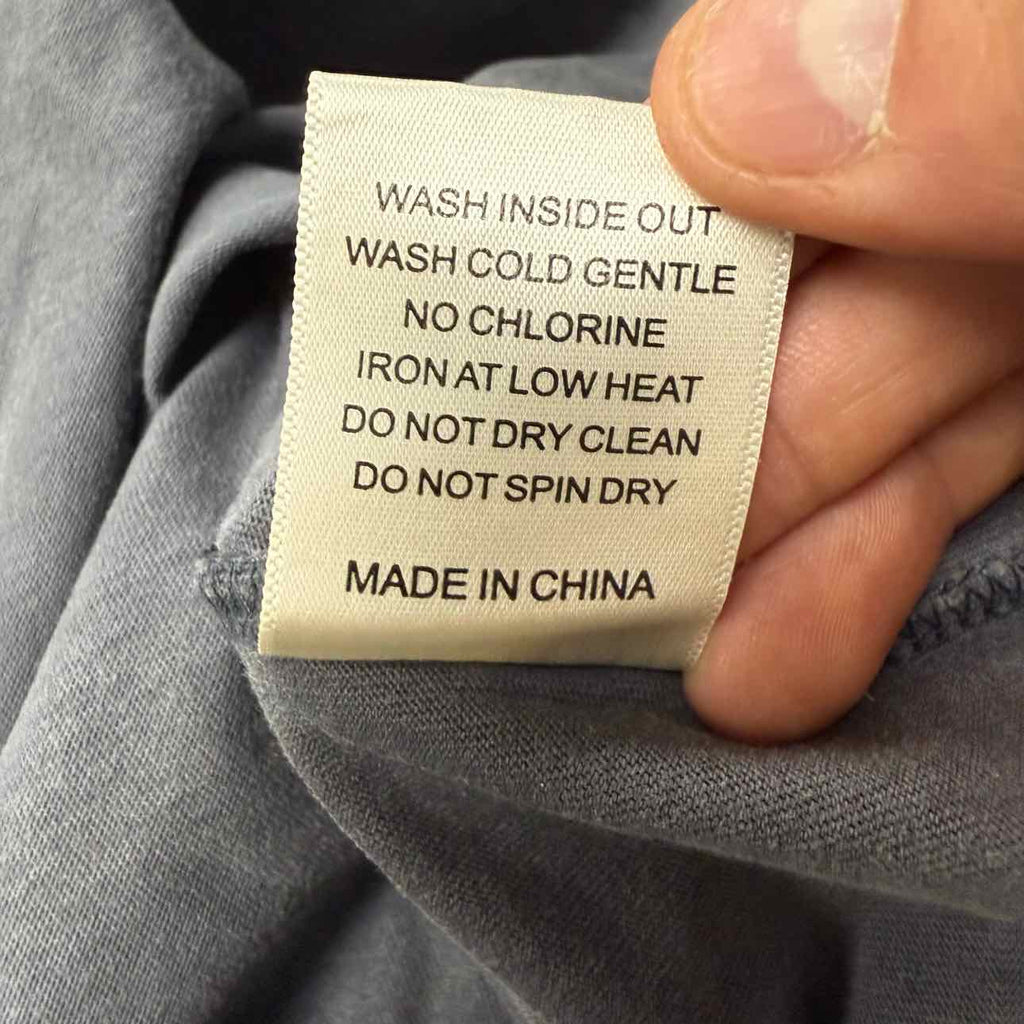 WASH INSIDE OUT
WASH COLD GENTLE
NO CHLORINE
IRON AT LOW HEAT
DO NOT DRY CLEAN
DO NOT SPIN DRY
MADE IN CHINA